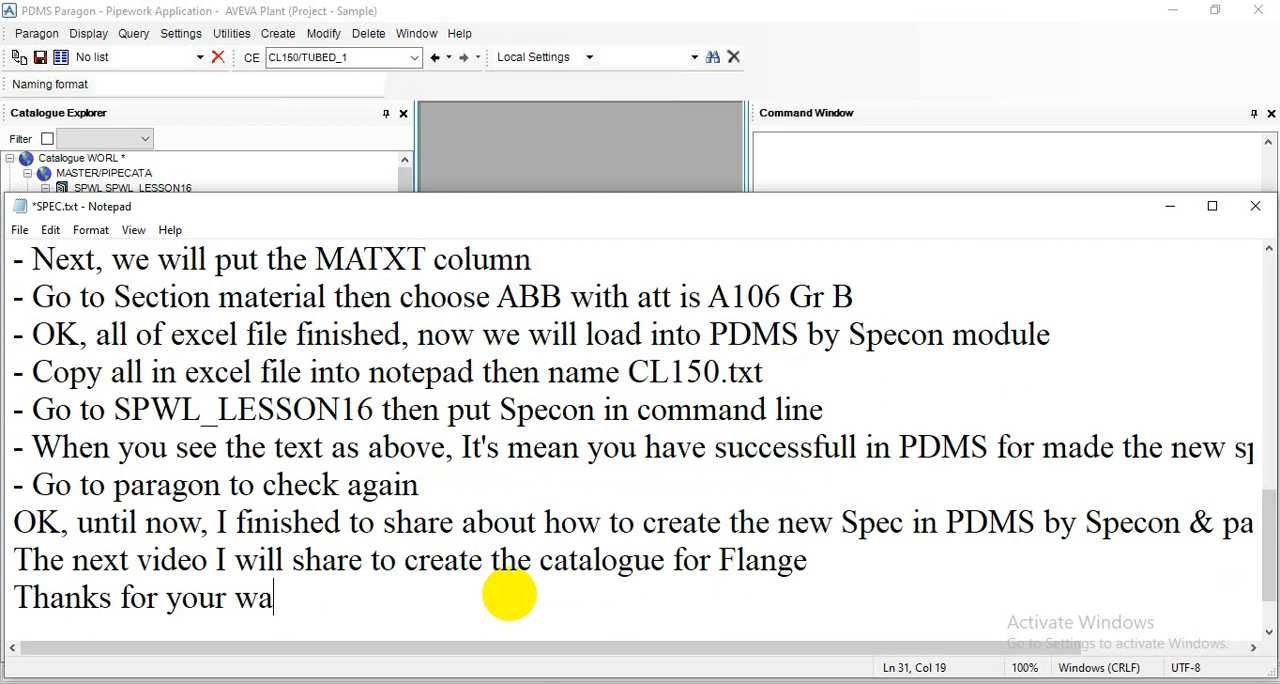 PDMS Paragon - Pipework Application - AVEVA Plant (Project - Sample)
Paragon Display Query Settings Utilities Create Modify Delete Window Help
No list CE CL150/TUBED_1 Local Settings
Naming format
Catalogue Explorer Command Window
Filter
Catalogue WORL *
MASTER/PIPECATA
SPWL SPWL_LESSON16
*SPEC.txt - Notepad
File Edit Format View Help
- Next, we will put the MATXT column
- Go to Section material then choose ABB with att is A106 Gr B
- OK, all of excel file finished, now we will load into PDMS by Specon module
- Copy all in excel file into notepad then name CL150.txt
- Go to SPWL_LESSON16 then put Specon in command line
- When you see the text as above, It's mean you have successfull in PDMS for made the new
- Go to paragon to check again
OK, until now, I finished to share about how to create the new Spec in PDMS by Specon & pa
The next video I will share to create the catalogue for Flange
Thanks for your wa
Activate Windows
Go to Settings to activate Windows.
Ln 31, Col 19 100% Windows (CRLF) UTF-8